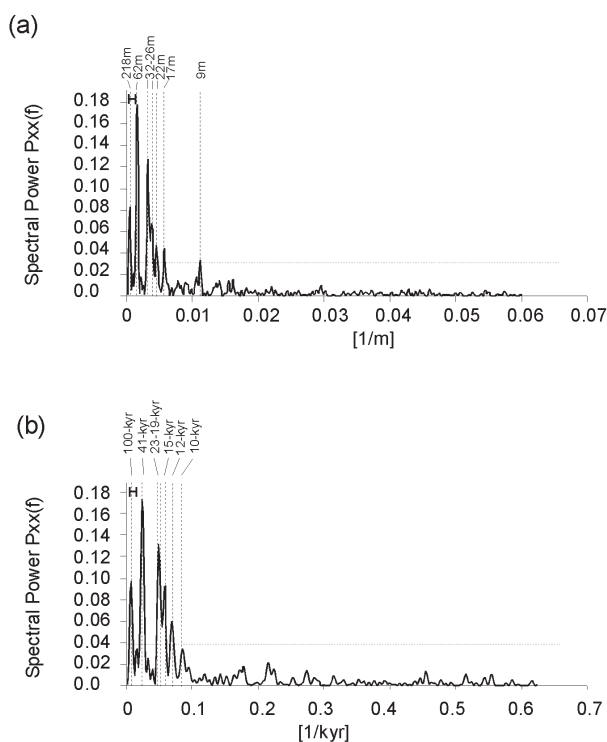 (a)
218m 62m 32-26m 22m 17m 9m
Spectral Power Pxx(f)
0.18
0.16
0.14
0.12
0.10
0.08
0.06
0.04
0.02
0.0
0 0.01 0.02 0.03 0.04 0.05 0.06 0.07
[1/m]
(b)
100-kyr 41-kyr 23-19-kyr 15-kyr 12-kyr 10-kyr
Spectral Power Pxx(f)
0.18
0.16
0.14
0.12
0.10
0.08
0.06
0.04
0.02
0.0
0 0.1 0.2 0.3 0.4 0.5 0.6 0.7
[1/kyr]